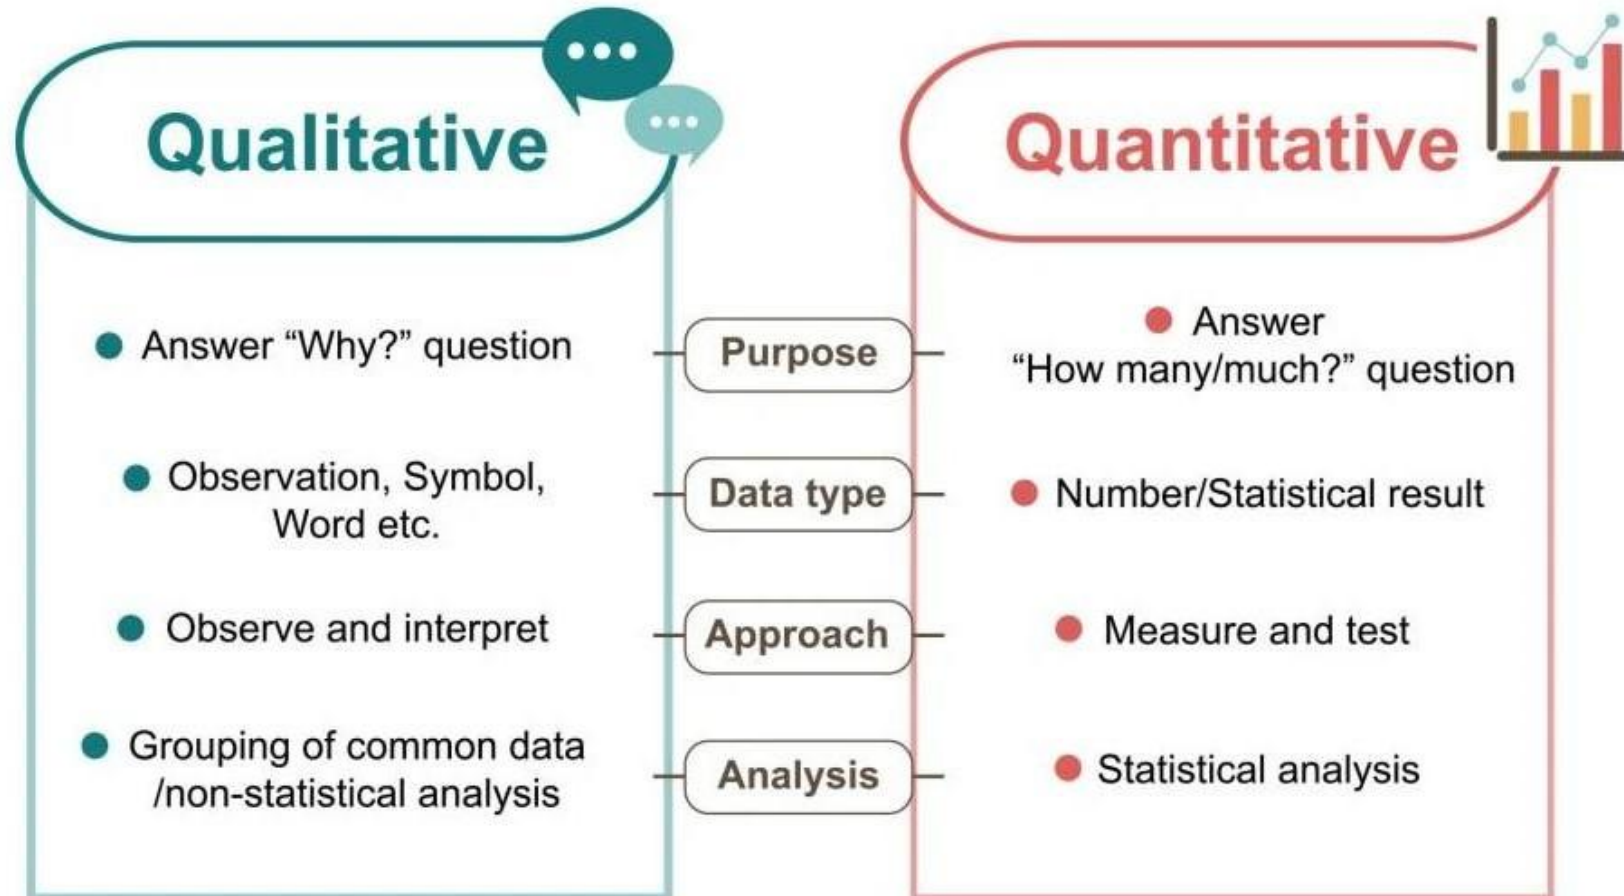 Qualitative
Quantitative
Answer “Why?” question
Purpose
Answer
“How many/much?” question
Observation, Symbol,
Word etc.
Data type
Number/Statistical result
Observe and interpret
Approach
Measure and test
Grouping of common data
/non-statistical analysis
Analysis
Statistical analysis